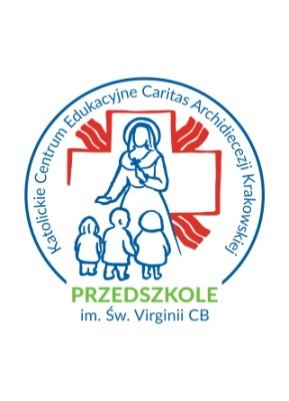 Katolickie Centrum Edukacyjne Caritas Archidiecezji Krakowskiej
PRZEDSZKOLE
im. Św. Virginii CB